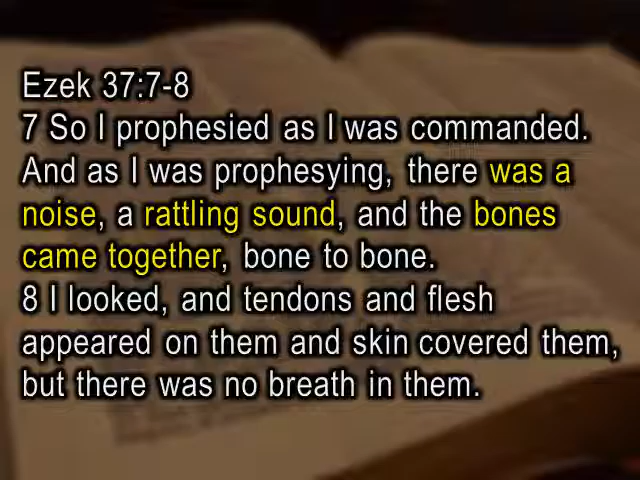 Ezek 37:7-8
7 So I prophesied as I was commanded.
And as I was prophesying, there was a
noise, a rattling sound, and the bones
came together, bone to bone.
8 I looked, and tendons and flesh
appeared on them and skin covered them,
but there was no breath in them.